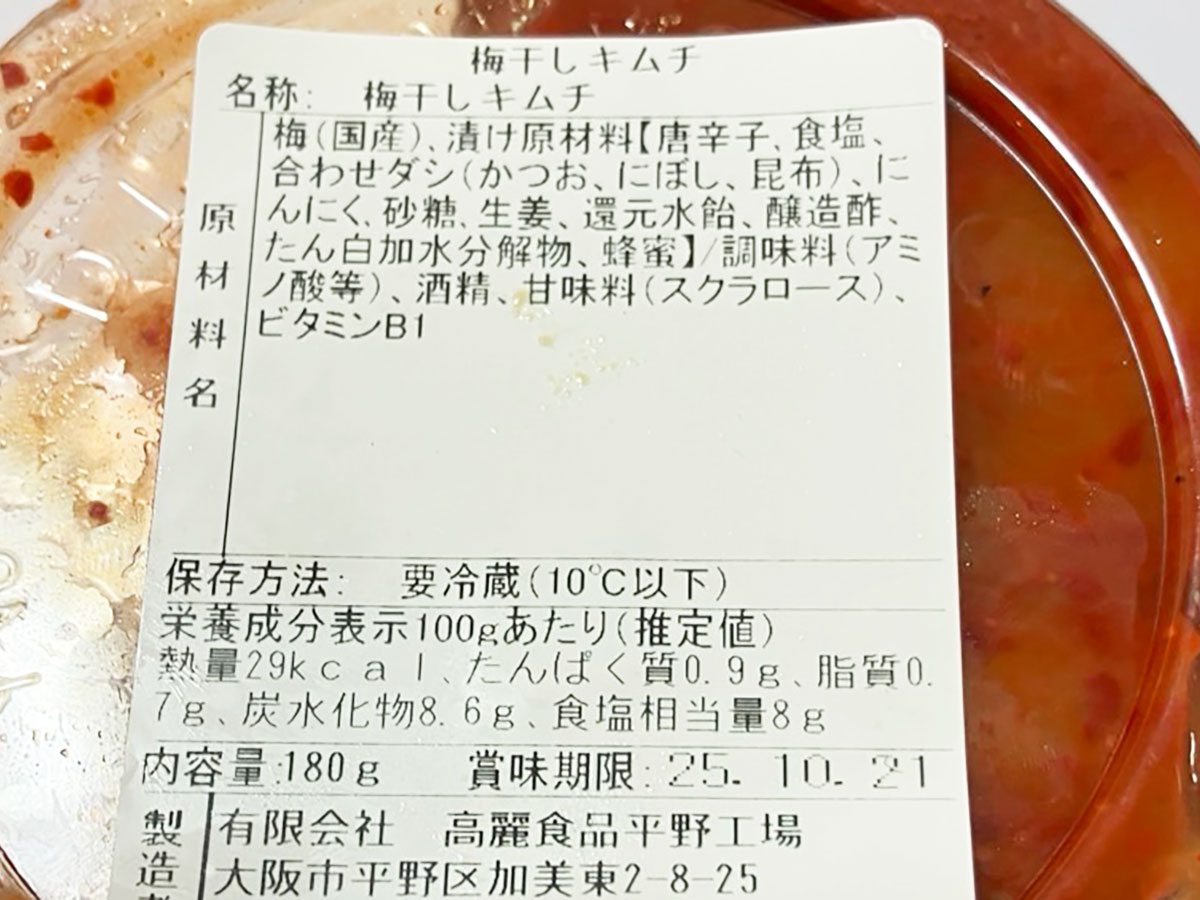 梅干しキムチ
名称: 梅干しキムチ
原材料名
梅(国産)、漬け原材料【唐辛子、食塩、
合わせダシ(かつお、にぼし、昆布)、に
んにく、砂糖、生姜、還元水飴、醸造酢、
たん白加水分解物、蜂蜜】/調味料(アミ
ノ酸等)、酒精、甘味料(スクラロース)、
ビタミンB1
保存方法: 要冷蔵(10℃以下)
栄養成分表示100gあたり(推定値)
熱量29kcal、たんぱく質0.9g、脂質0.
7g、炭水化物8.6g、食塩相当量8g
内容量:180g 賞味期限:25.10.21
製造
有限会社 高麗食品平野工場
大阪市平野区加美東2-8-25